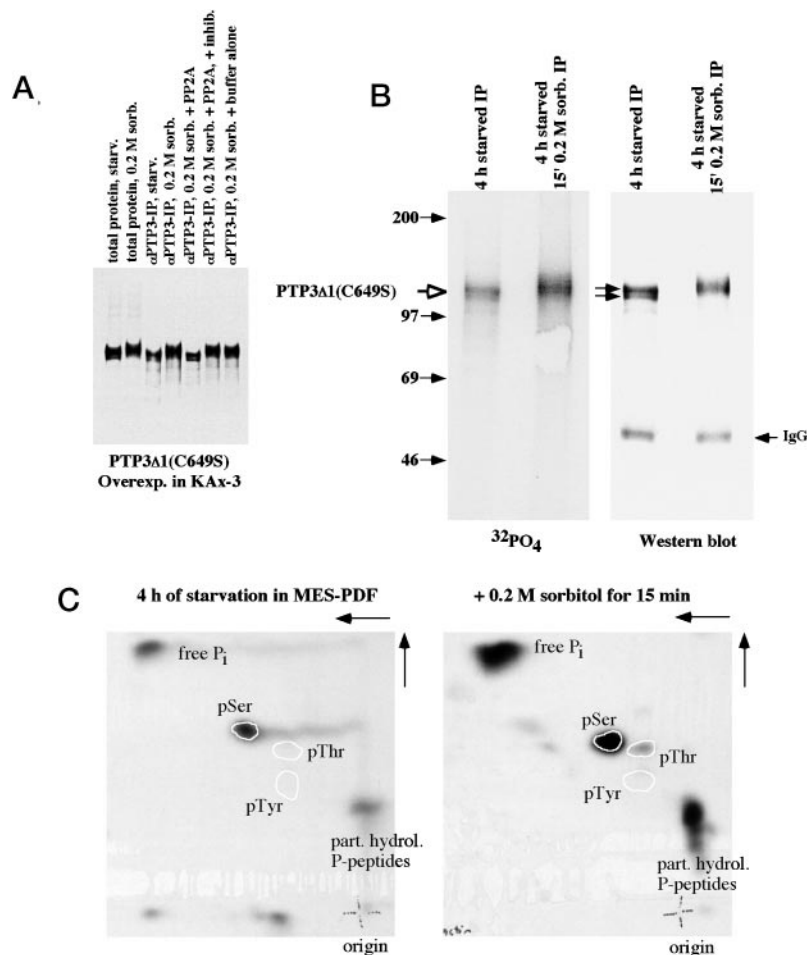 A.
total protein, starv.
total protein, 0.2 M sorb.
αPTP3-IP, starv.
αPTP3-IP, 0.2 M sorb.
αPTP3-IP, 0.2 M sorb. + PP2A
αPTP3-IP, 0.2 M sorb. + PP2A, + inhib.
αPTP3-IP, 0.2 M sorb. + buffer alone
PTP3Δ1(C649S)
Overexp. in KAx-3
B
4 h starved IP
4 h starved
15' 0.2 M sorb. IP
4 h starved IP
4 h starved
15' 0.2 M sorb. IP
200
PTP3Δ1(C649S)
97
69
46
IgG
32PO4
Western blot
C
4 h of starvation in MES-PDF
free Pi
pSer
pThr
pTyr
part. hydrol.
P-peptides
origin
+ 0.2 M sorbitol for 15 min
free Pi
pSer
pThr
pTyr
part. hydrol.
P-peptides
origin